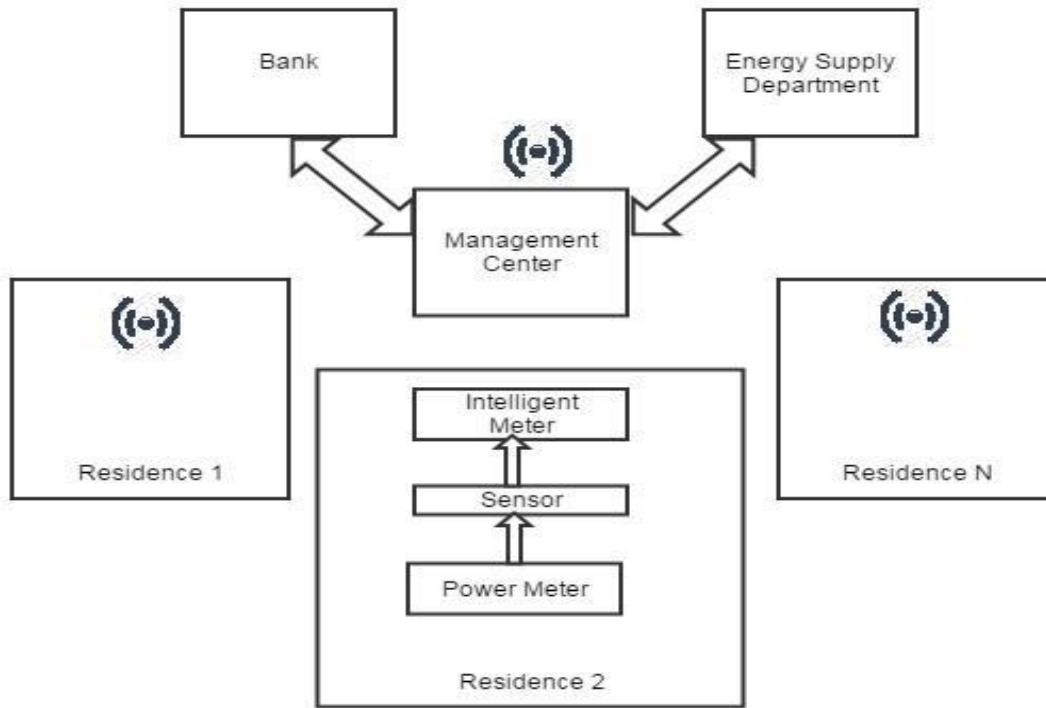 Bank
Energy Supply
Department
Management
Center
Intelligent
Meter
Residence 1
Residence N
Sensor
Power Meter
Residence 2